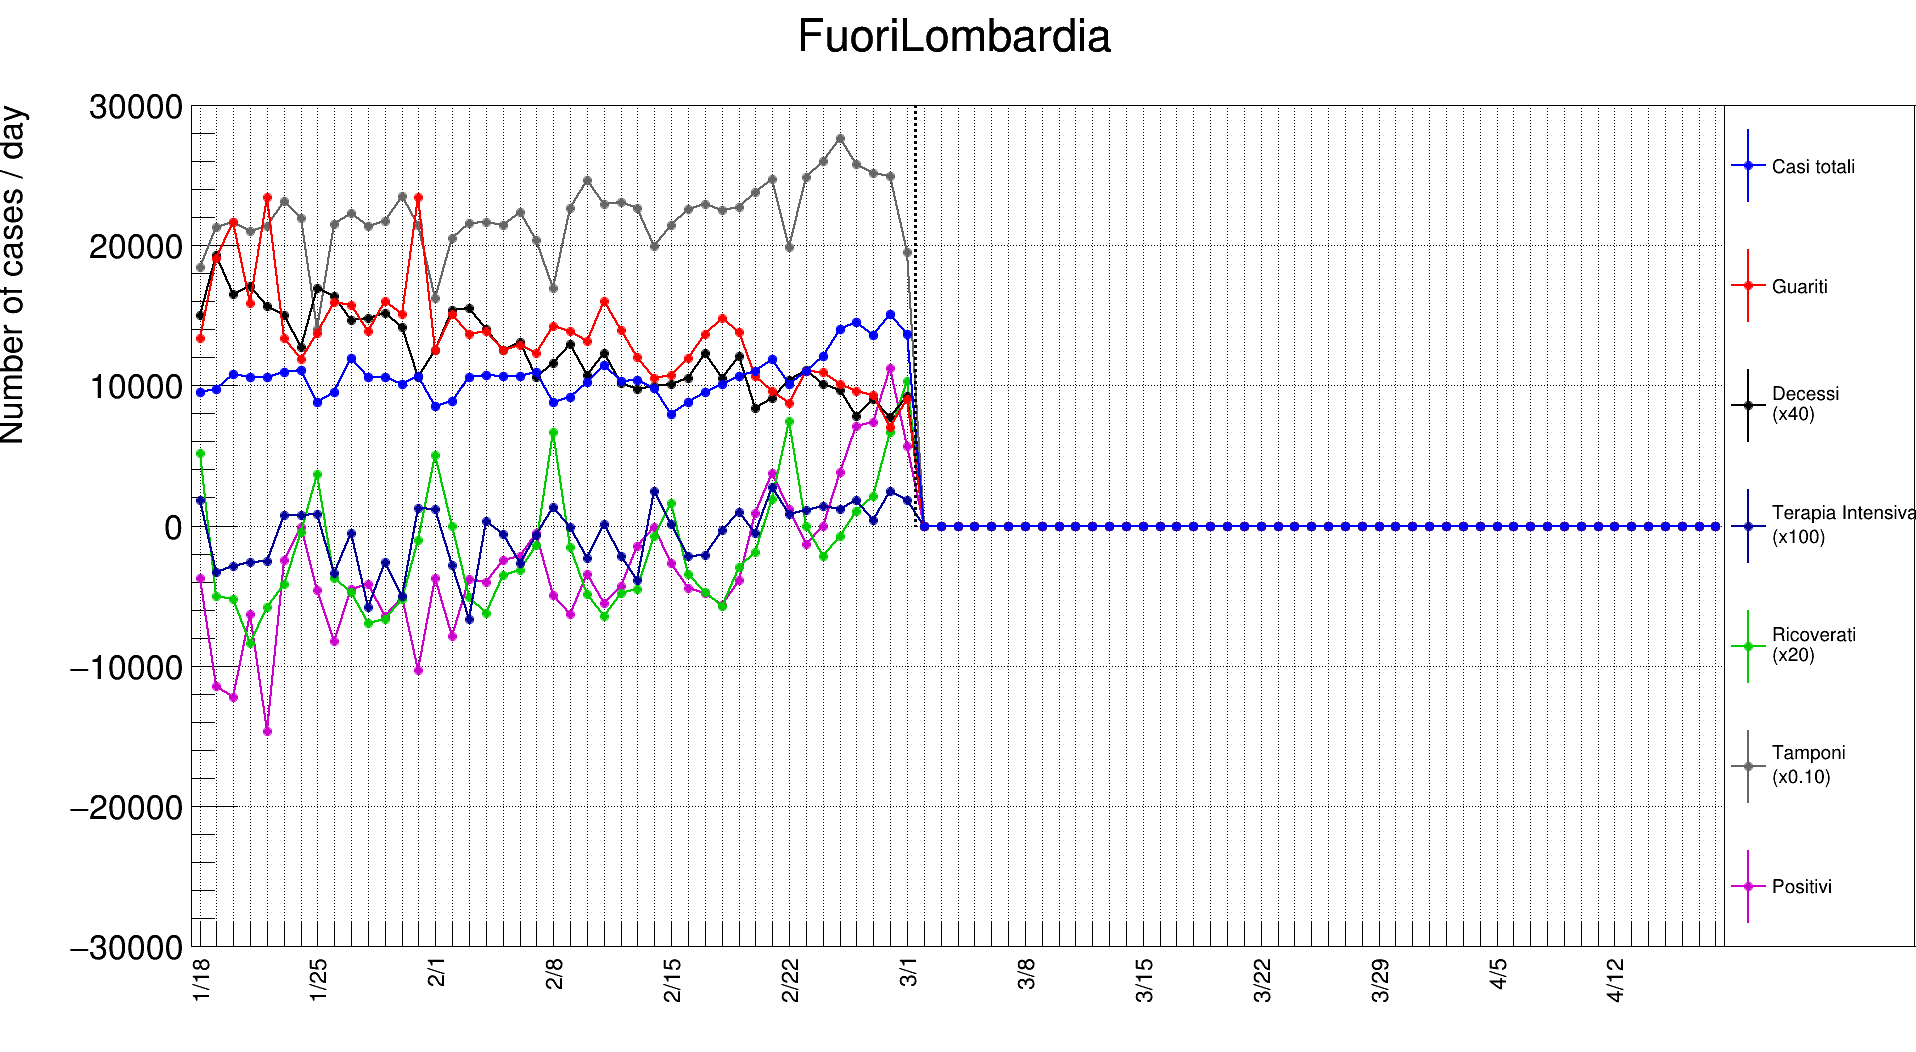 FuoriLombardia
Number of cases / day
30000
20000
10000
0
−10000
−20000
−30000
1/18
1/25
2/1
2/8
2/15
2/22
3/1
3/8
3/15
3/22
3/29
4/5
4/12
Casi totali
Guariti
Decessi
(x40)
Terapia Intensiva
(x100)
Ricoverati
(x20)
Tamponi
(x0.10)
Positivi